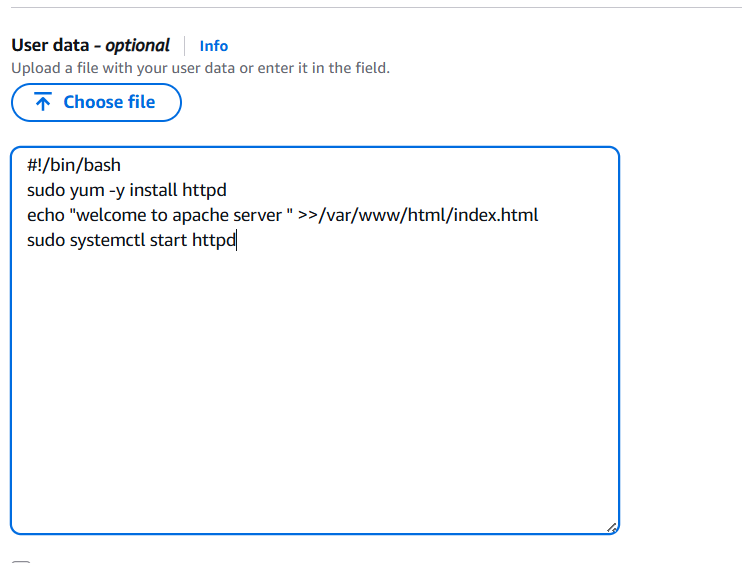 User data - optional Info
Upload a file with your user data or enter it in the field.
Choose file
#!/bin/bash
sudo yum -y install httpd
echo "welcome to apache server " >>/var/www/html/index.html
sudo systemctl start httpd